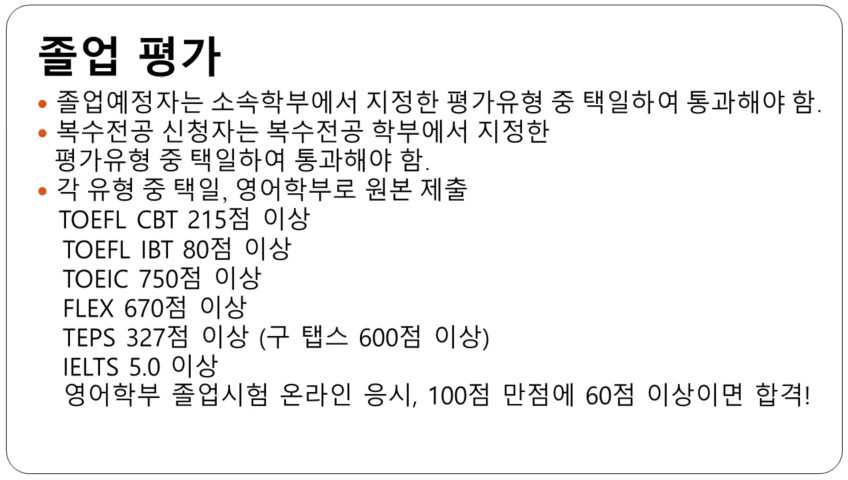 졸업 평가
• 졸업예정자는 소속학부에서 지정한 평가유형 중 택일하여 통과해야 함.
• 복수전공 신청자는 복수전공 학부에서 지정한
평가유형 중 택일하여 통과해야 함.
• 각 유형 중 택일, 영어학부로 원본 제출
TOEFL CBT 215점 이상
TOEFL IBT 80점 이상
TOEIC 750점 이상
FLEX 670점 이상
TEPS 327점 이상 (구 탭스 600점 이상)
IELTS 5.0 이상
영어학부 졸업시험 온라인 응시, 100점 만점에 60점 이상이면 합격!